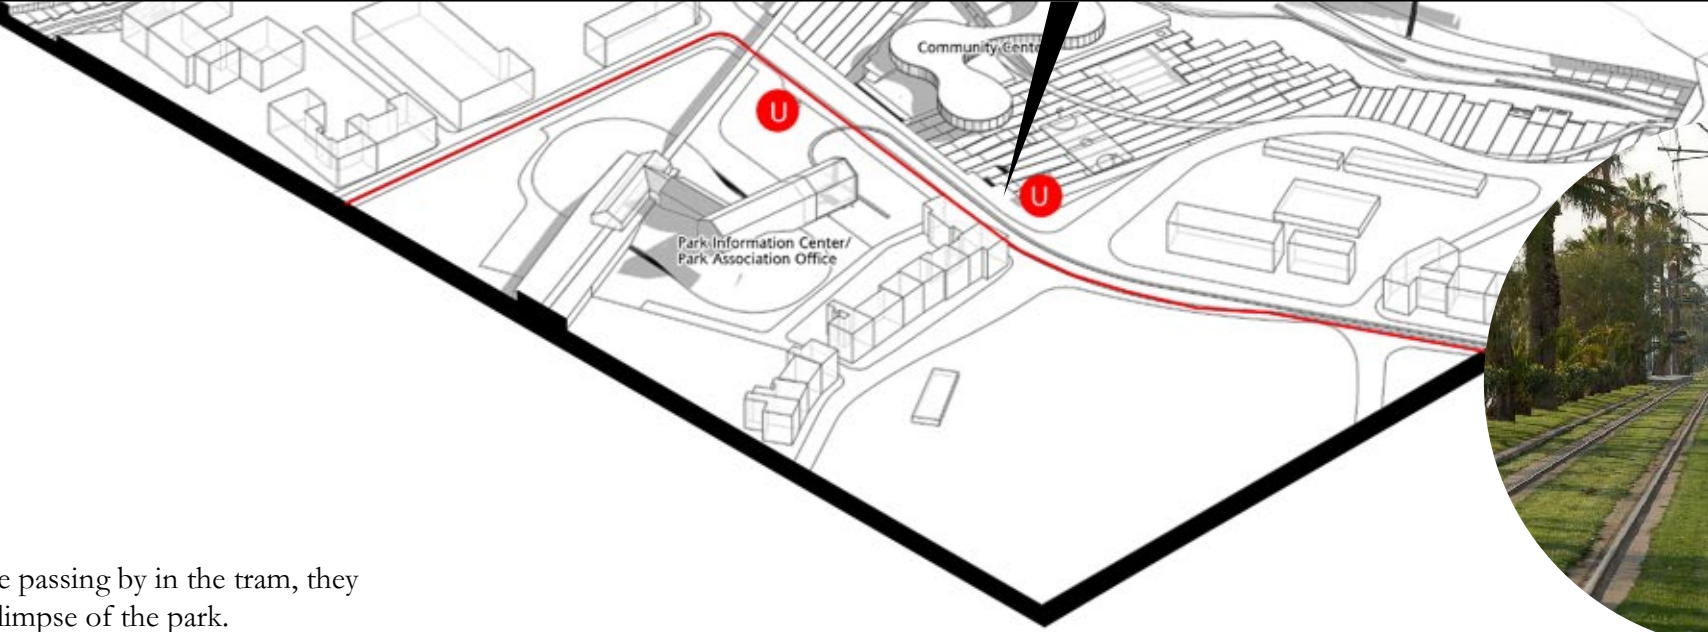 Community Cente
U
U
Park Information Center/
Park Association Office
passing by in the tram, they
limpse of the park.